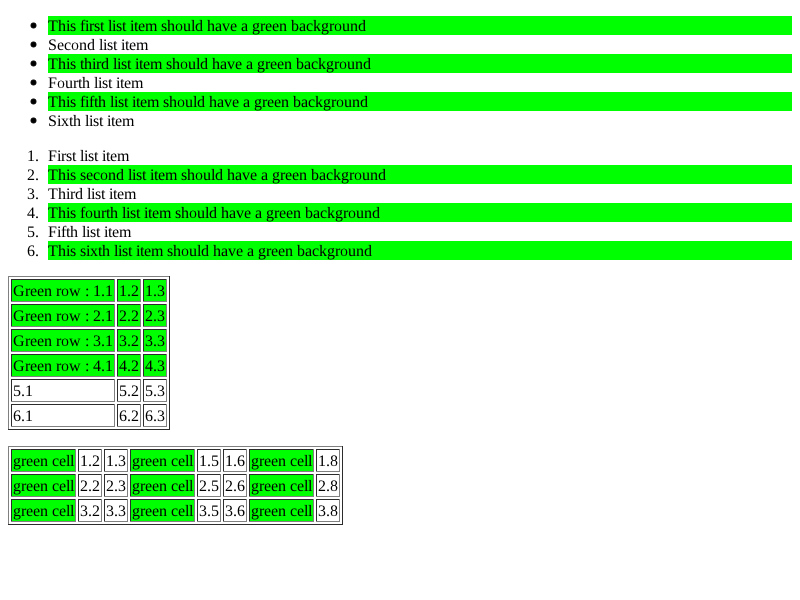 • This first list item should have a green background
• Second list item
• This third list item should have a green background
• Fourth list item
• This fifth list item should have a green background
• Sixth list item
1. First list item
2. This second list item should have a green background
3. Third list item
4. This fourth list item should have a green background
5. Fifth list item
6. This sixth list item should have a green background
Green row : 1.1 1.2 1.3
Green row : 2.1 2.2 2.3
Green row : 3.1 3.2 3.3
Green row : 4.1 4.2 4.3
5.1 5.2 5.3
6.1 6.2 6.3
green cell 1.2 1.3 green cell 1.5 1.6 green cell 1.8
green cell 2.2 2.3 green cell 2.5 2.6 green cell 2.8
green cell 3.2 3.3 green cell 3.5 3.6 green cell 3.8